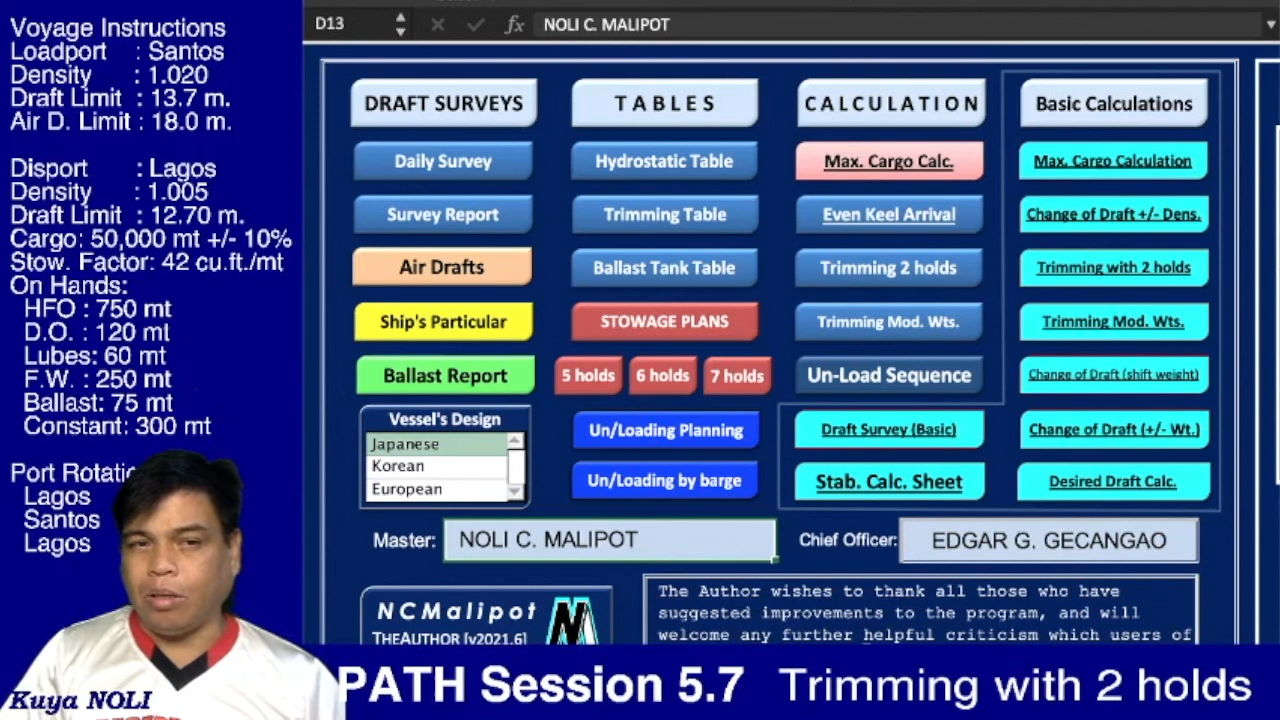 Voyage Instructions
Loadport : Santos
Density : 1.020
Draft Limit : 13.7 m.
Air D. Limit : 18.0 m.
Disport : Lagos
Density : 1.005
Draft Limit : 12.70 m.
Cargo: 50,000 mt +/- 10%
Stow. Factor: 42 cu.ft./mt
On Hands:
HFO : 750 mt
D.O. : 120 mt
Lubes: 60 mt
F.W. : 250 mt
Ballast: 75 mt
Constant: 300 mt
Port Rotatio
Lagos
Santos
Lagos
Kuya NOLI
D13 fx NOLI C. MALIPOT
DRAFT SURVEYS
Daily Survey
Survey Report
Air Drafts
Ship's Particular
Ballast Report
Vessel's Design
Japanese
Korean
European
TABLES
Hydrostatic Table
Trimming Table
Ballast Tank Table
STOWAGE PLANS
5 holds 6 holds 7 holds
Un/Loading Planning
Un/Loading by barge
CALCULATION
Max. Cargo Calc.
Even Keel Arrival
Trimming 2 holds
Trimming Mod. Wts.
Un-Load Sequence
Draft Survey (Basic)
Stab. Calc. Sheet
Basic Calculations
Max. Cargo Calculation
Change of Draft +/- Dens.
Trimming with 2 holds
Trimming Mod. Wts.
Change of Draft (shift weight)
Change of Draft (+/- Wt.)
Desired Draft Calc.
Master: NOLI C. MALIPOT
Chief Officer: EDGAR G. GECANGAO
NCMalipot
THEAUTHOR [v2021.6]
The Author wishes to thank all those who have
suggested improvements to the program, and will
welcome any further helpful criticism which users of
PATH Session 5.7 Trimming with 2 holds